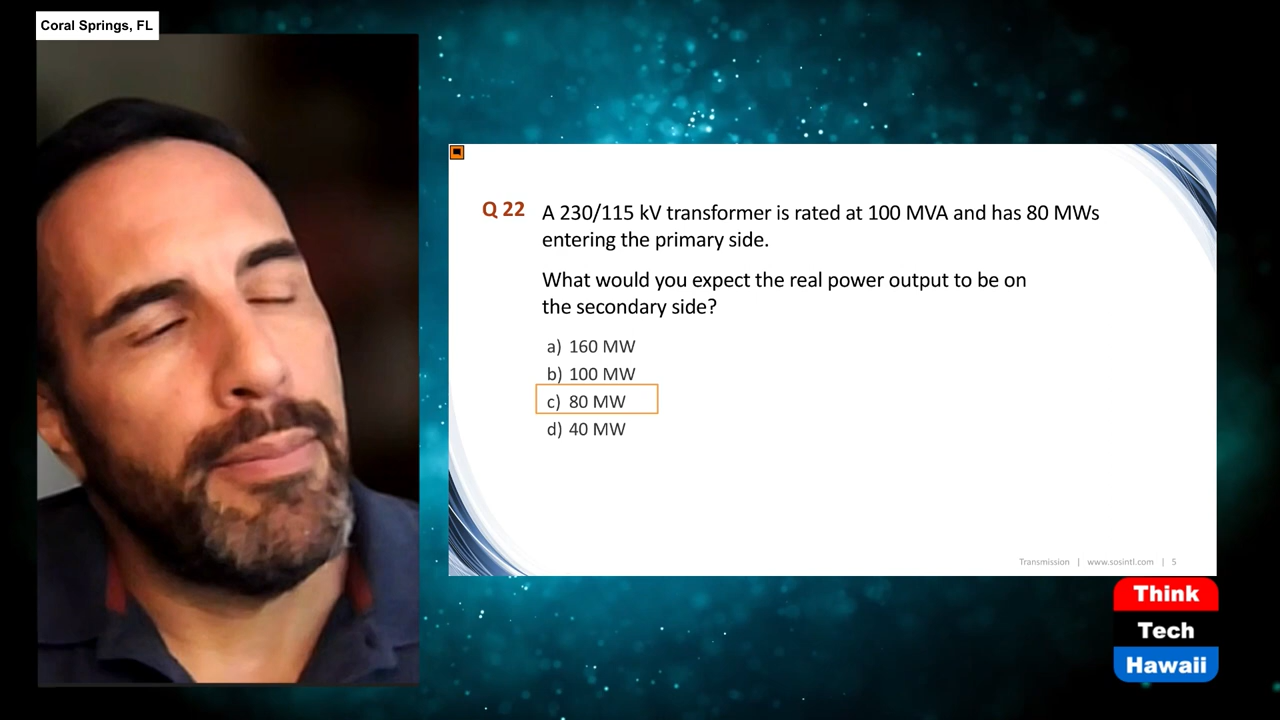 Coral Springs, FL
Q 22 A 230/115 kV transformer is rated at 100 MVA and has 80 MWs
entering the primary side.
What would you expect the real power output to be on
the secondary side?
a) 160 MW
b) 100 MW
c) 80 MW
d) 40 MW
Transmission | www.sosintl.com | 5
Think
Tech
Hawaii